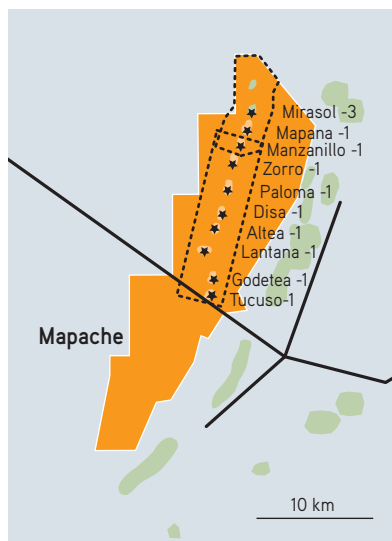 Mirasol -3
Mapana -1
Manzanillo -1
Zorro -1
Paloma -1
Disa -1
Altea -1
Lantana -1
Godetea -1
Tucuso-1
Mapache
10 km